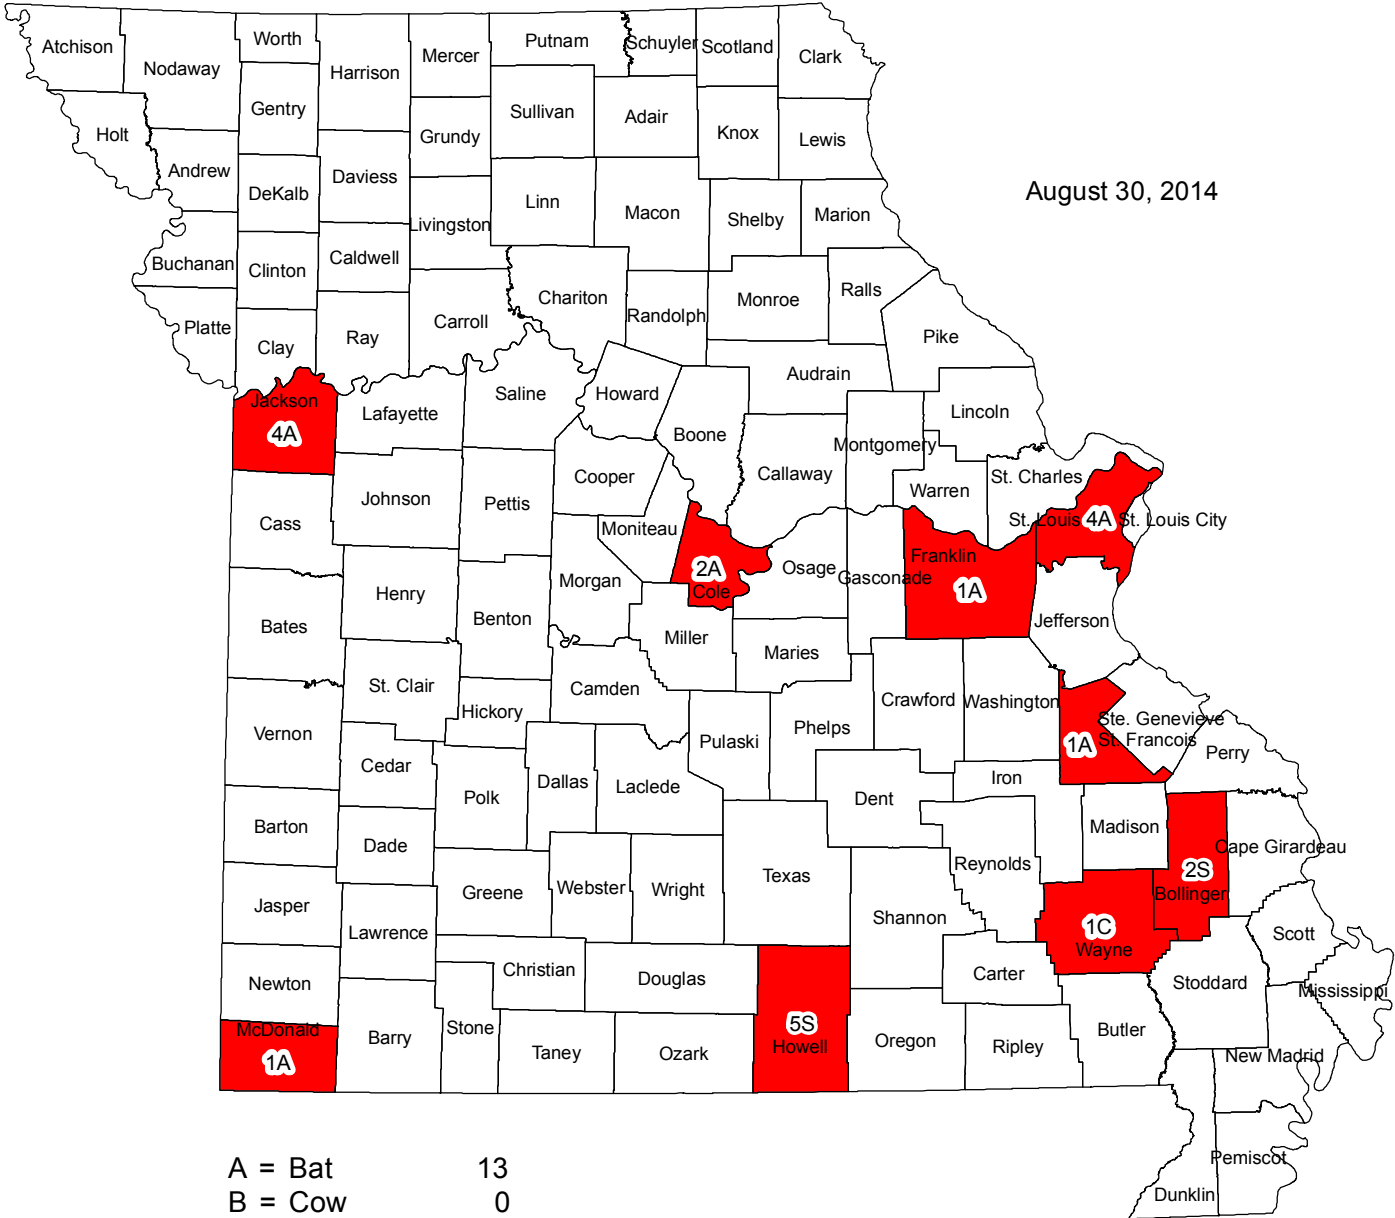 Atchison
Nodaway
Worth
Harrison
Mercer
Putnam
Schuyler
Scotland
Clark
Gentry
Sullivan
Adair
Knox
Lewis
Holt
Grundy
Andrew
DeKalb
Daviess
August 30, 2014
Linn
Macon
Shelby
Marion
Livingston
Buchanan
Clinton
Caldwell
Chariton
Randolph
Monroe
Ralls
Platte
Clay
Ray
Carroll
Pike
Audrain
Jackson
4A
Lafayette
Saline
Howard
Boone
Lincoln
Montgomery
Callaway
Cooper
Warren
St. Charles
Cass
Johnson
Pettis
Moniteau
St. Louis
4A
St. Louis City
2A
Cole
Osage
Gasconade
Franklin
1A
Morgan
Henry
Benton
Bates
Miller
Maries
Jefferson
St. Clair
Hickory
Camden
Crawford
Washington
Ste. Genevieve
St. Francois
1A
Vernon
Pulaski
Phelps
Perry
Cedar
Polk
Dallas
Laclede
Iron
Dent
Barton
Dade
Madison
Cape Girardeau
Reynolds
2S
Bollinger
Texas
Greene
Webster
Wright
Jasper
Shannon
1C
Wayne
Lawrence
Scott
Christian
Douglas
Carter
Newton
Stoddard
Mississippi
McDonald
1A
Barry
Stone
Taney
Ozark
5S
Howell
Oregon
Ripley
Butler
New Madrid
Pemiscot
Dunklin
A = Bat 13
B = Cow 0